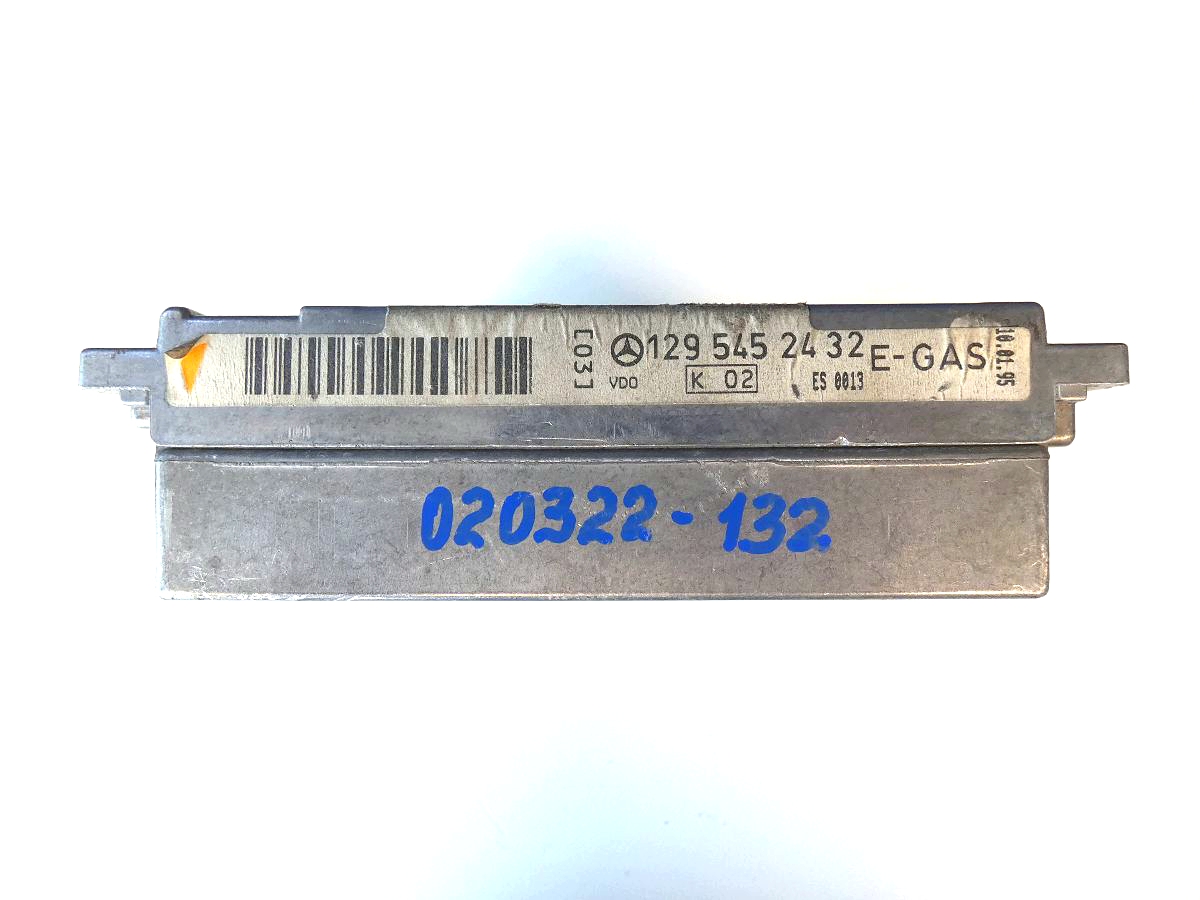 [03]
129 545 24 32
VDO
K 02
ES 0013
E-GAS
10.01.95
020322-132